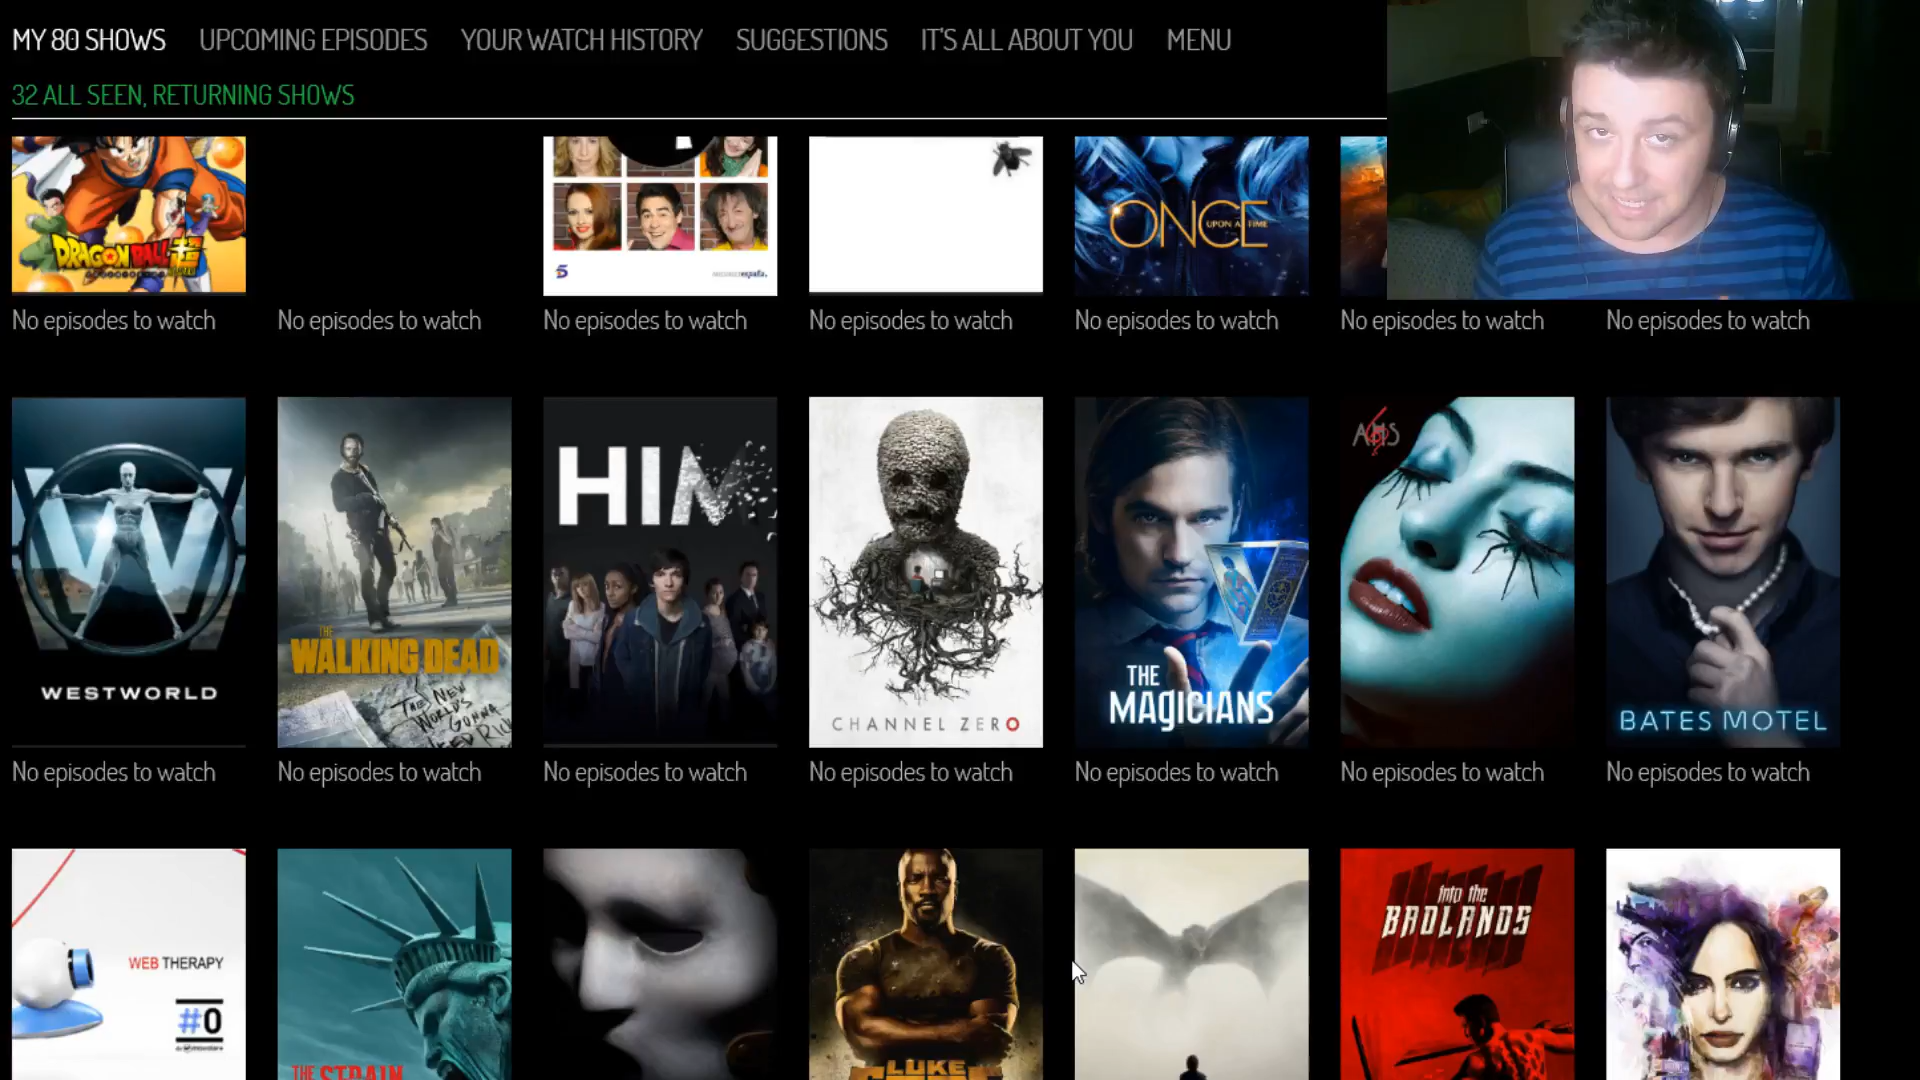 MY 80 SHOWS UPCOMING EPISODES YOUR WATCH HISTORY SUGGESTIONS IT'S ALL ABOUT YOU MENU
32 ALL SEEN, RETURNING SHOWS
DRAGON BALL
ONCE
UPON A TIME
No episodes to watch No episodes to watch No episodes to watch No episodes to watch No episodes to watch No episodes to watch No episodes to watch
WESTWORLD
THE
WALKING DEAD
THE NEW
WORLD'S
GONNA
HIM
CHANNEL ZERO
THE
MAGICIANS
AHS
BATES MOTEL
No episodes to watch No episodes to watch No episodes to watch No episodes to watch No episodes to watch No episodes to watch No episodes to watch
WEB THERAPY
#0
THE STRAIN
LUKE
into the
BADLANDS